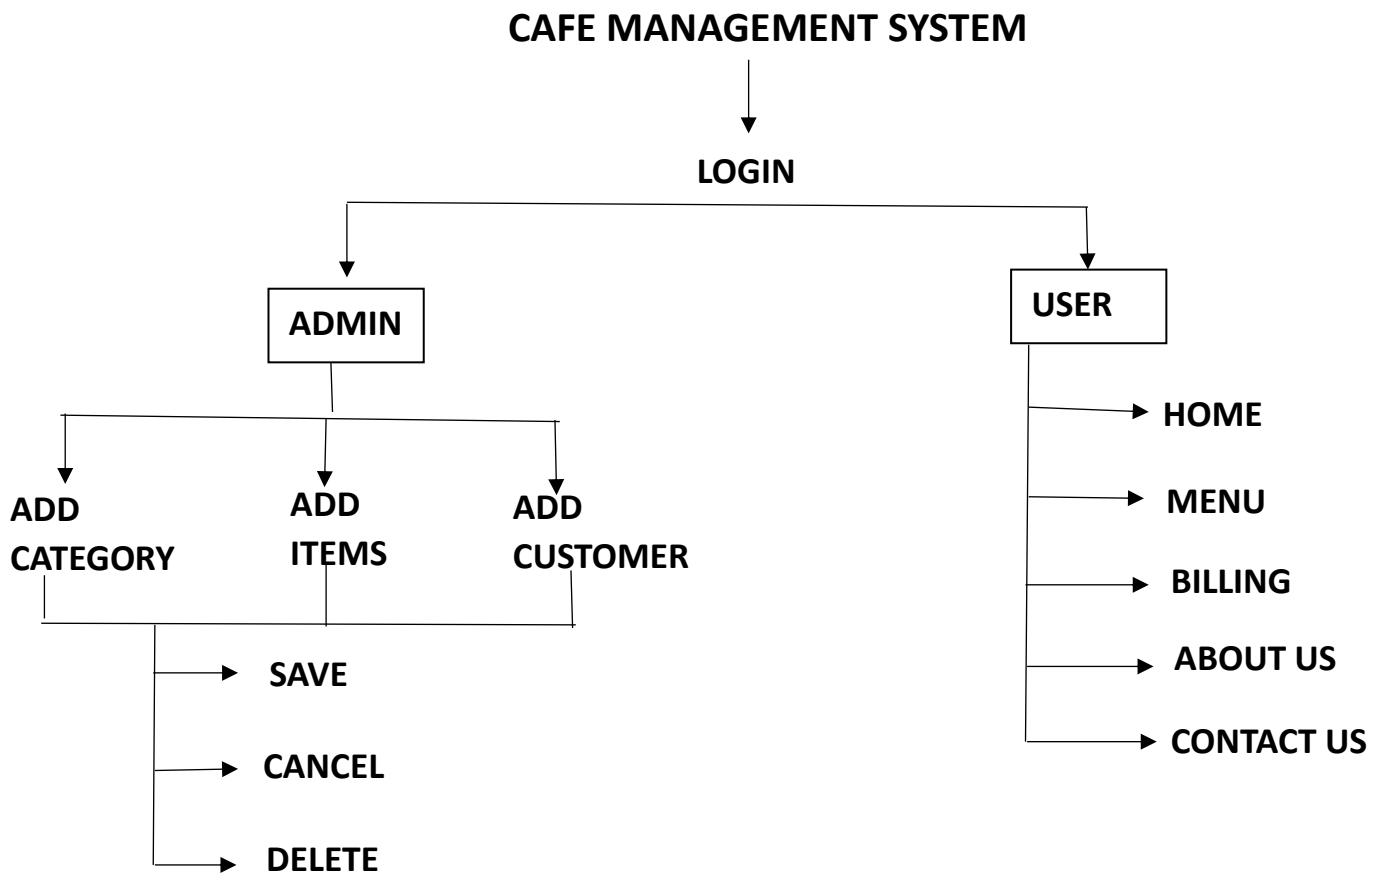 CAFE MANAGEMENT SYSTEM
LOGIN
ADMIN
USER
ADD
CATEGORY
ADD
ITEMS
ADD
CUSTOMER
SAVE
CANCEL
DELETE
HOME
MENU
BILLING
ABOUT US
CONTACT US